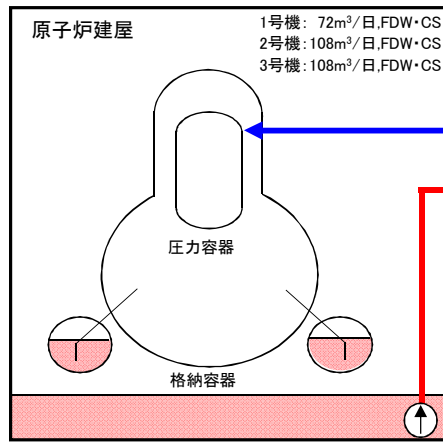 原子炉建屋
1号機: 72m³/日,FDW・CS
2号機:108m³/日,FDW・CS
3号機:108m³/日,FDW・CS
圧力容器
格納容器